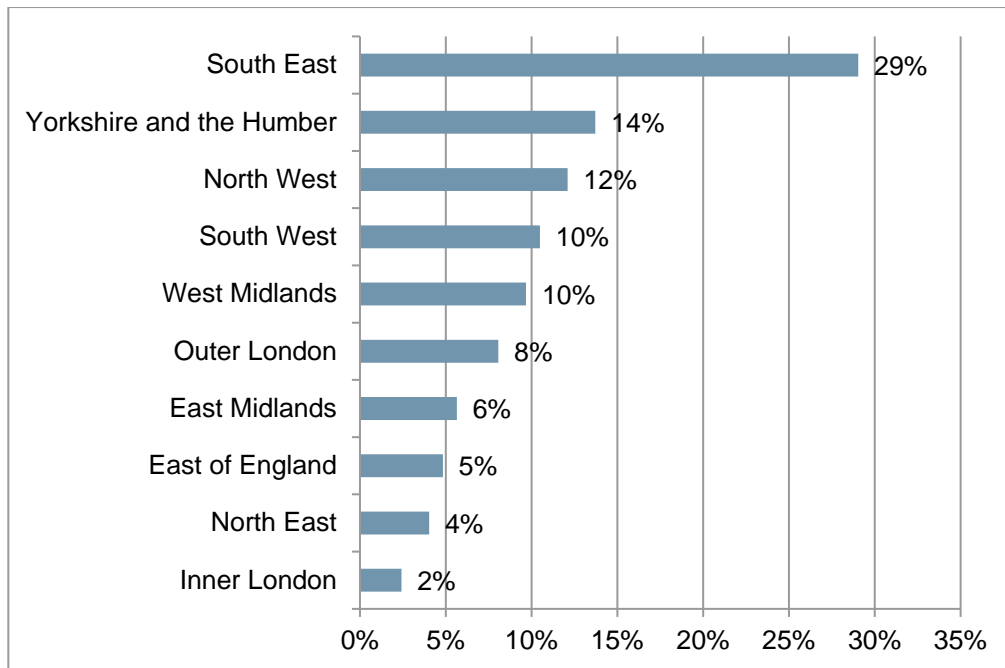 South East 29%
Yorkshire and the Humber 14%
North West 12%
South West 10%
West Midlands 10%
Outer London 8%
East Midlands 6%
East of England 5%
North East 4%
Inner London 2%
0% 5% 10% 15% 20% 25% 30% 35%